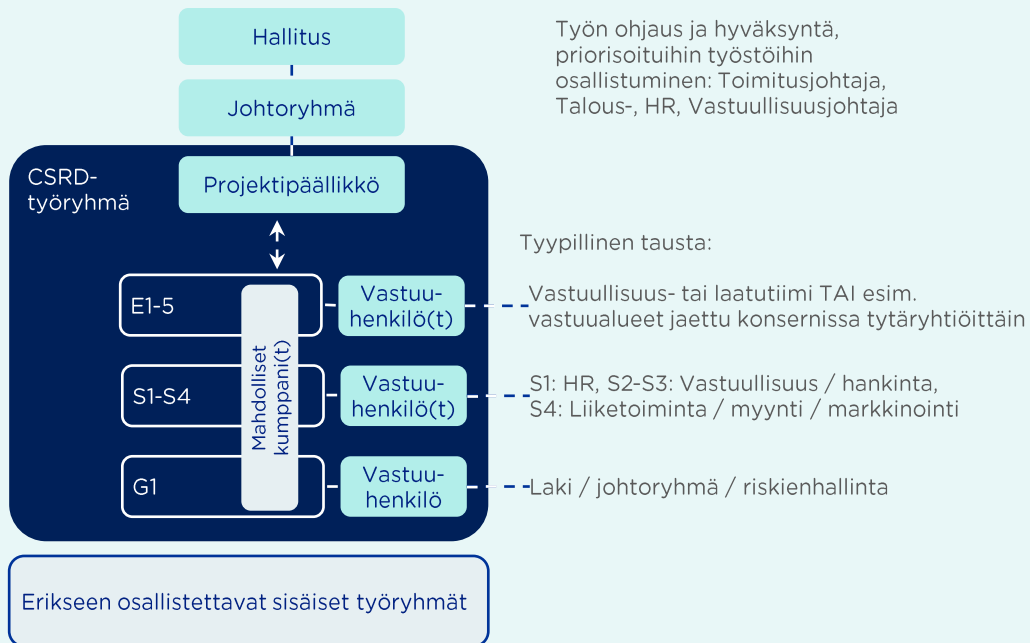 Hallitus
Johtoryhmä
Työn ohjaus ja hyväksyntä,
priorisoituihin työstöihin
osallistuminen: Toimitusjohtaja,
Talous-, HR, Vastuullisuusjohtaja
CSRD-
työryhmä
Projektipäällikkö
Tyypillinen tausta:
E1-5
Mahdolliset
kumppani(t)
Vastuu-
henkilö(t)
Vastuullisuus- tai laatutiimi TAI esim.
vastuualueet jaettu konsernissa tytäryhtiöittäin
S1-S4
Vastuu-
henkilö(t)
S1: HR, S2-S3: Vastuullisuus / hankinta,
S4: Liiketoiminta / myynti / markkinointi
G1
Vastuu-
henkilö
Laki / johtoryhmä / riskienhallinta
Erikseen osallistettavat sisäiset työryhmät